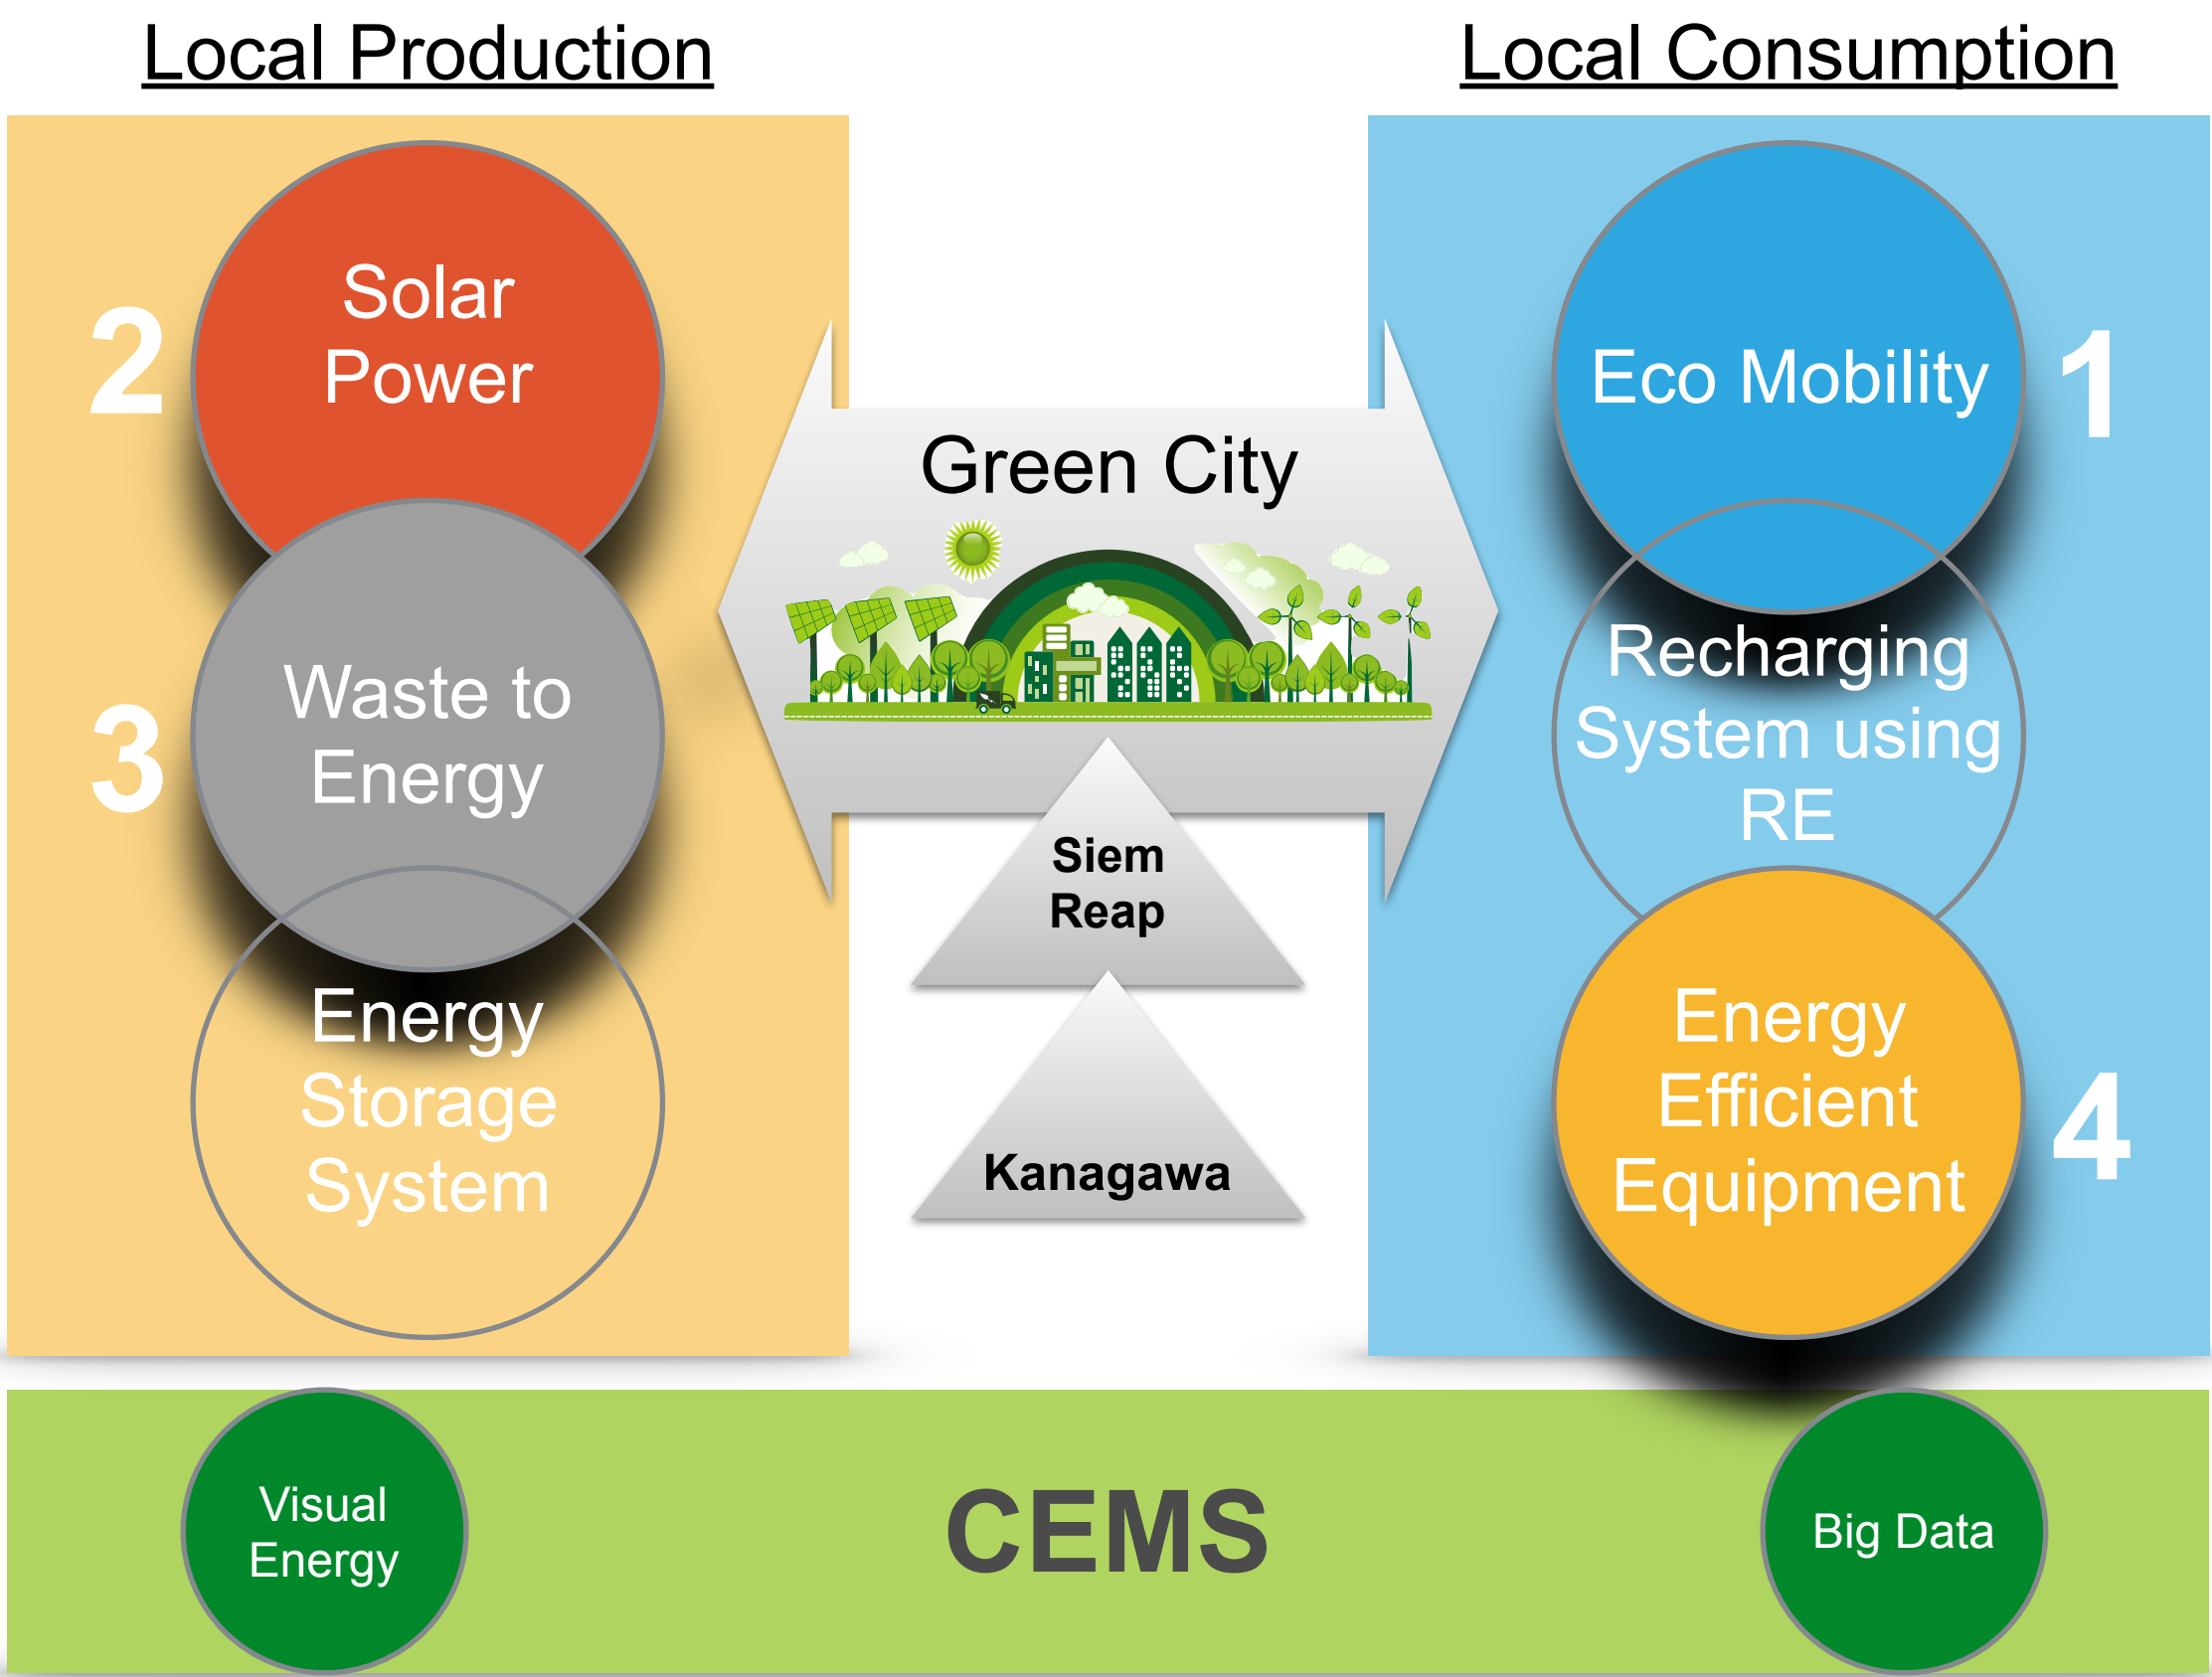 Local Production
Local Consumption
2
Solar
Power
3
Waste to
Energy
Energy
Storage
System
Green City
Siem
Reap
Kanagawa
Eco Mobility
1
Recharging
System using
RE
Energy
Efficient
Equipment
4
Visual
Energy
CEMS
Big Data